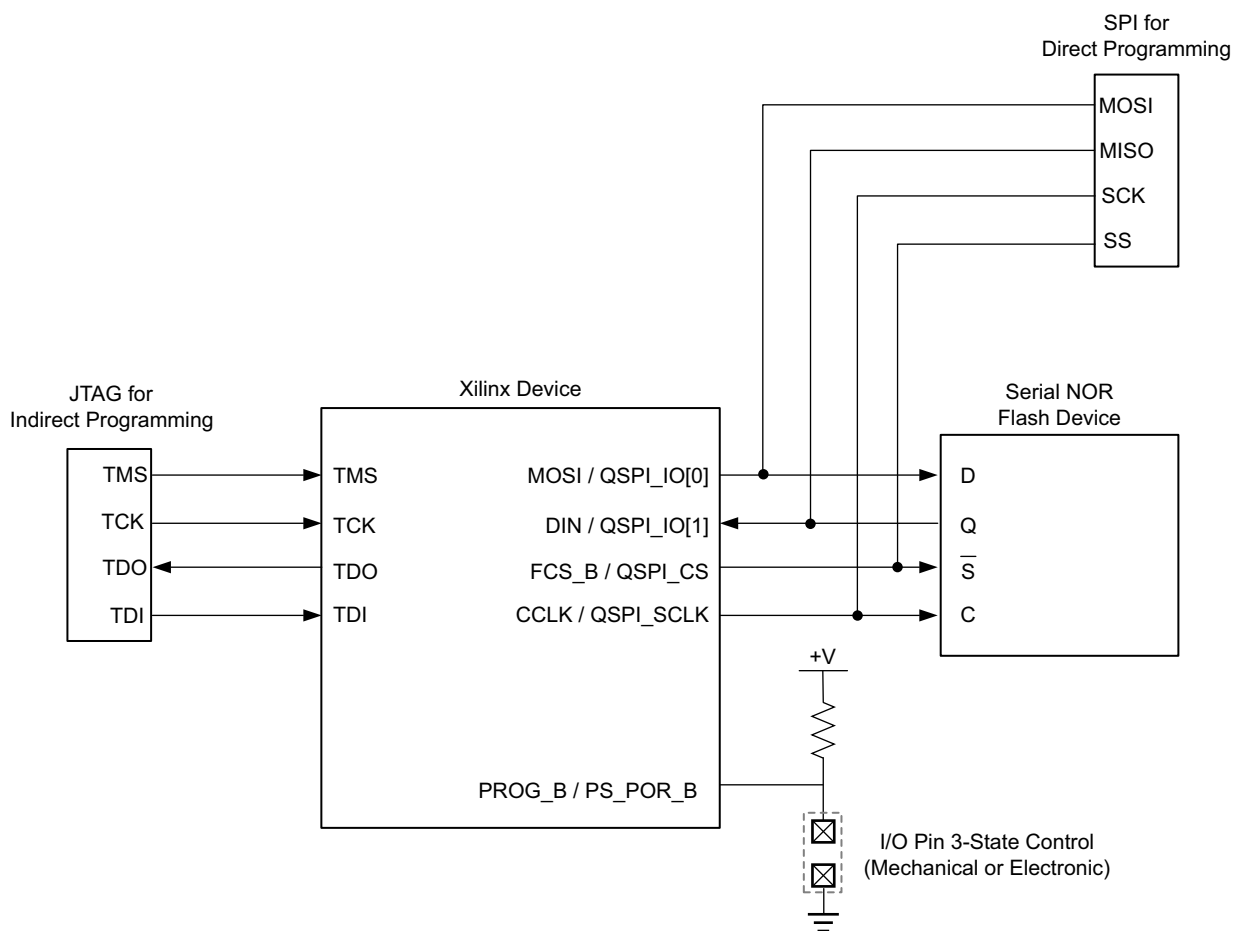 SPI for
Direct Programming
MOSI
MISO
SCK
SS
JTAG for
Indirect Programming
TMS
TCK
TDO
TDI
Xilinx Device
TMS
TCK
TDO
TDI
MOSI / QSPI_IO[0]
DIN / QSPI_IO[1]
FCS_B / QSPI_CS
CCLK / QSPI_SCLK
PROG_B / PS_POR_B
Serial NOR
Flash Device
D
Q
S̅
C
+V
I/O Pin 3-State Control
(Mechanical or Electronic)